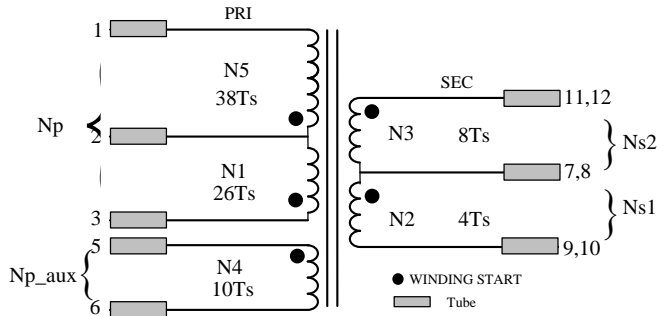 PRI
1
N5
38Ts
Np
2
N1
26Ts
3
5
Np_aux
N4
10Ts
6
SEC
11,12
N3
8Ts
Ns2
7,8
N2
4Ts
Ns1
9,10
WINDING START
Tube